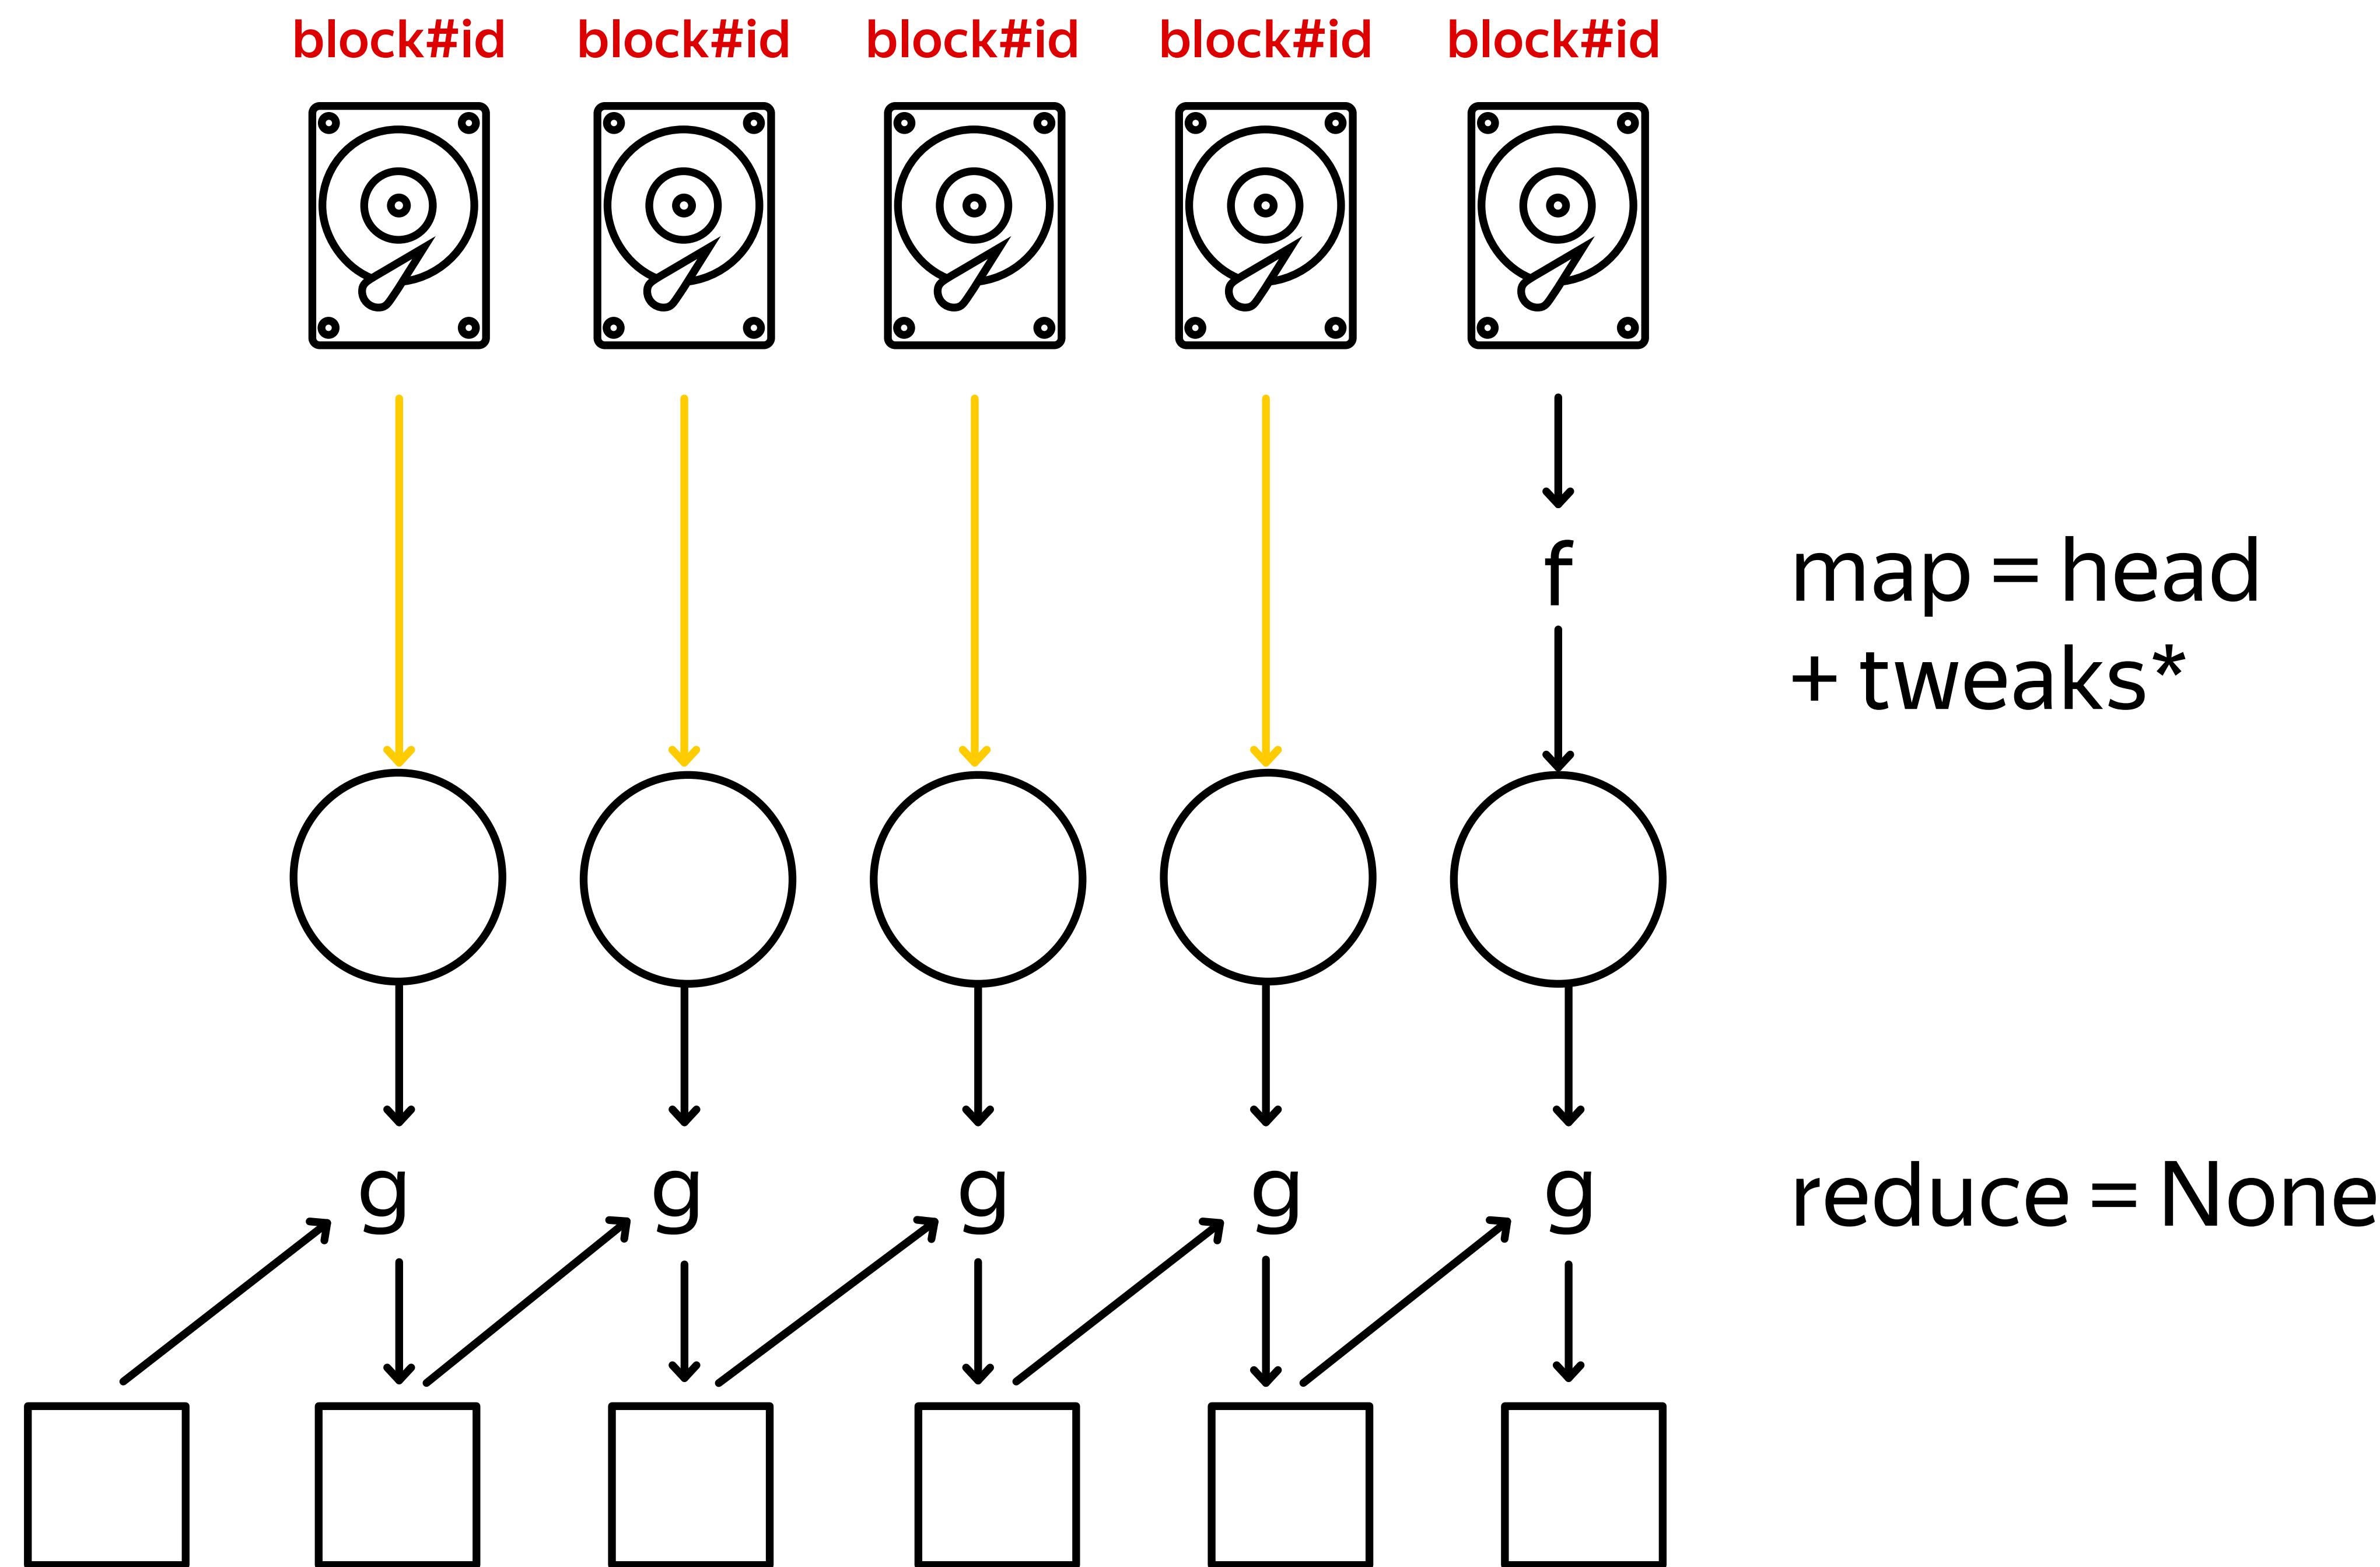 block#id block#id block#id block#id block#id
f
map = head
+ tweaks*
g g g g g
reduce = None